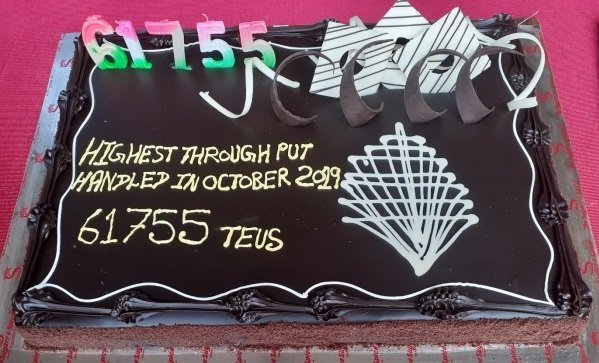 61755
HIGHEST THROUGH PUT
HANDLED IN OCTOBER 2019
61755 TEUS